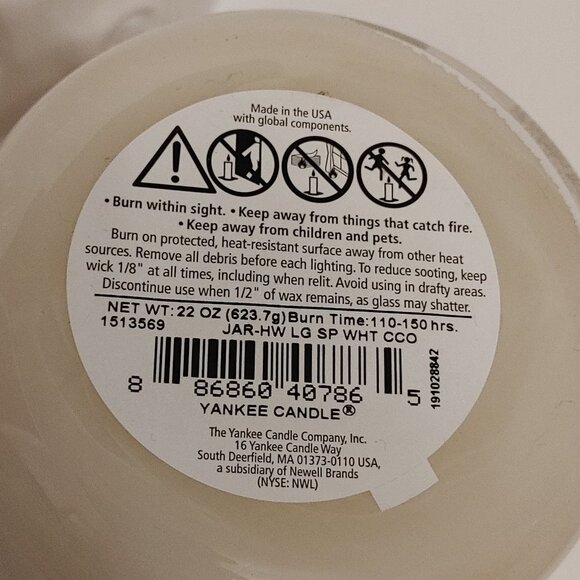 Made in the USA
with global components.
• Burn within sight. • Keep away from things that catch fire.
• Keep away from children and pets.
Burn on protected, heat-resistant surface away from other heat
sources. Remove all debris before each lighting. To reduce sooting, keep
wick 1/8" at all times, including when relit. Avoid using in drafty areas.
Discontinue use when 1/2" of wax remains, as glass may shatter.
NET WT: 22 OZ (623.7g) Burn Time: 110-150 hrs.
1513569 JAR-HW LG SP WHT CCO
8 86860 40786 5
191028842
YANKEE CANDLE®
The Yankee Candle Company, Inc.
16 Yankee Candle Way
South Deerfield, MA 01373-0110 USA,
a subsidiary of Newell Brands
(NYSE: NWL)